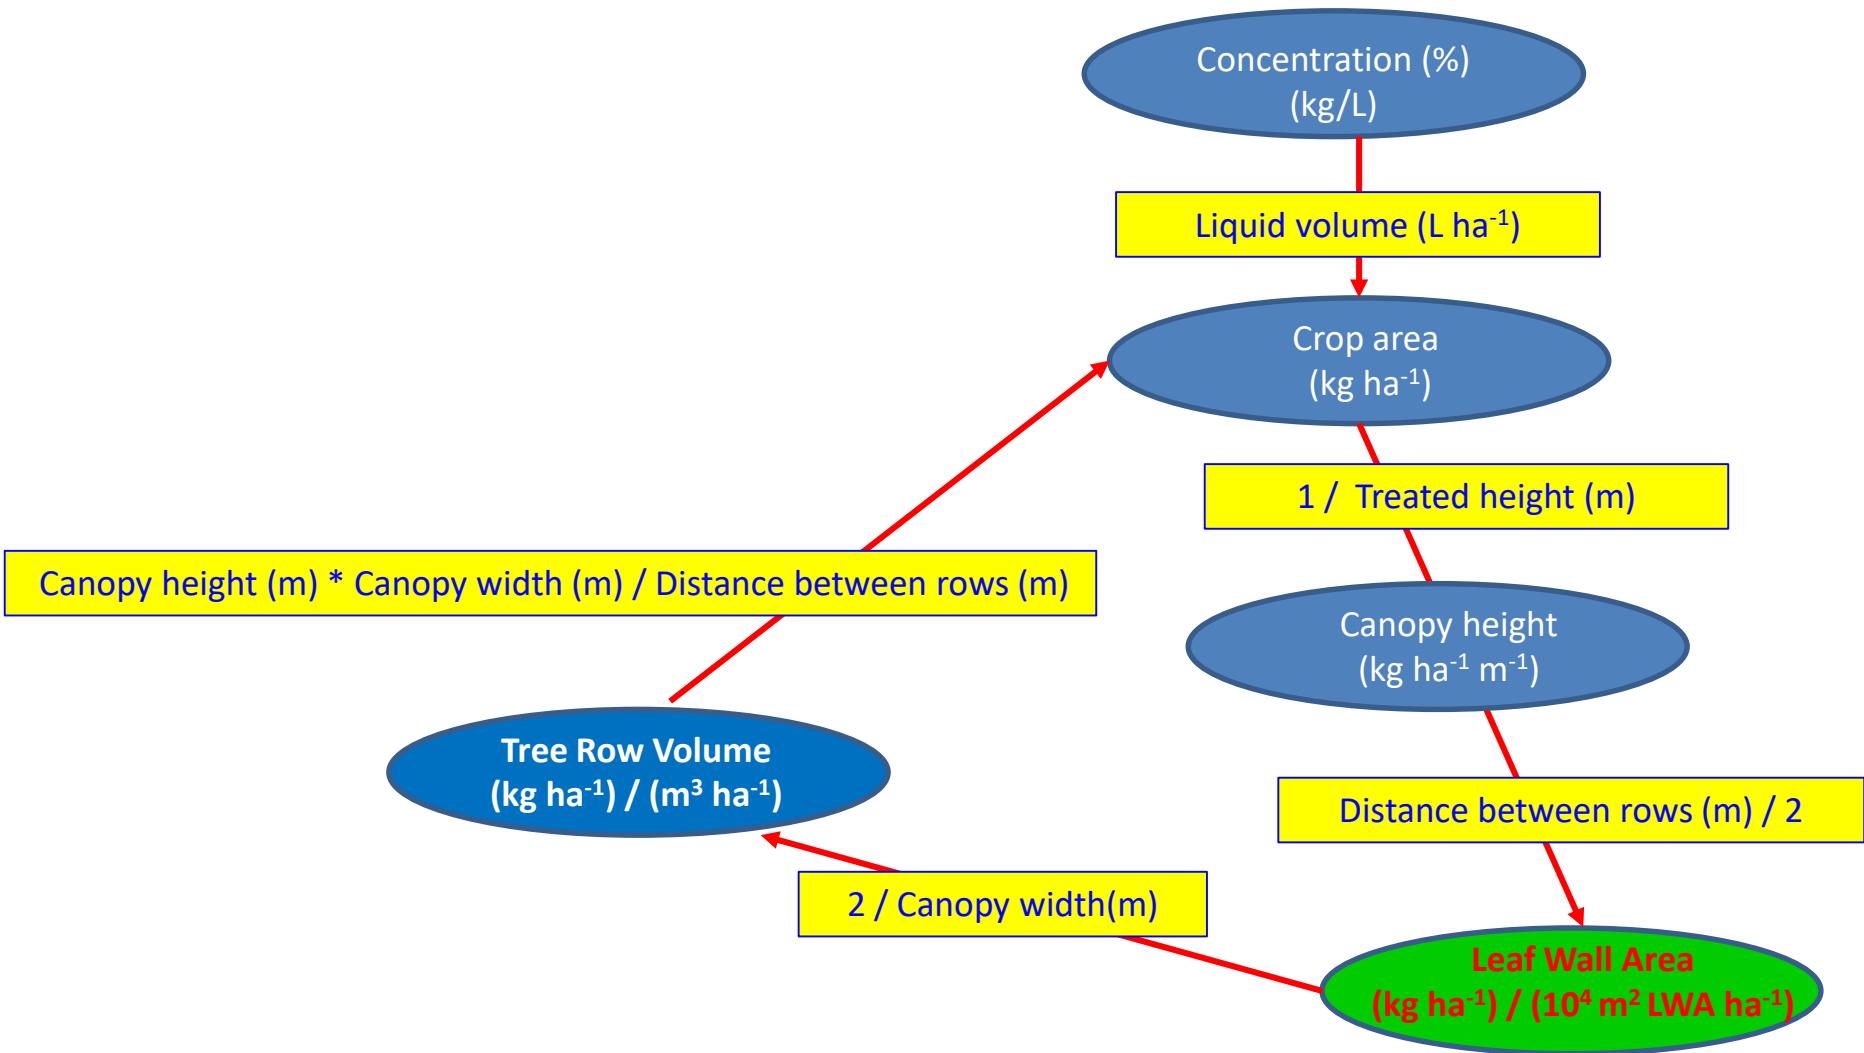 Concentration (%)
(kg/L)
Liquid volume (L ha⁻¹)
Crop area
(kg ha⁻¹)
1 / Treated height (m)
Canopy height (m) * Canopy width (m) / Distance between rows (m)
Canopy height
(kg ha⁻¹ m⁻¹)
Tree Row Volume
(kg ha⁻¹) / (m³ ha⁻¹)
Distance between rows (m) / 2
2 / Canopy width(m)
Leaf Wall Area
(kg ha⁻¹) / (10⁴ m² LWA ha⁻¹)